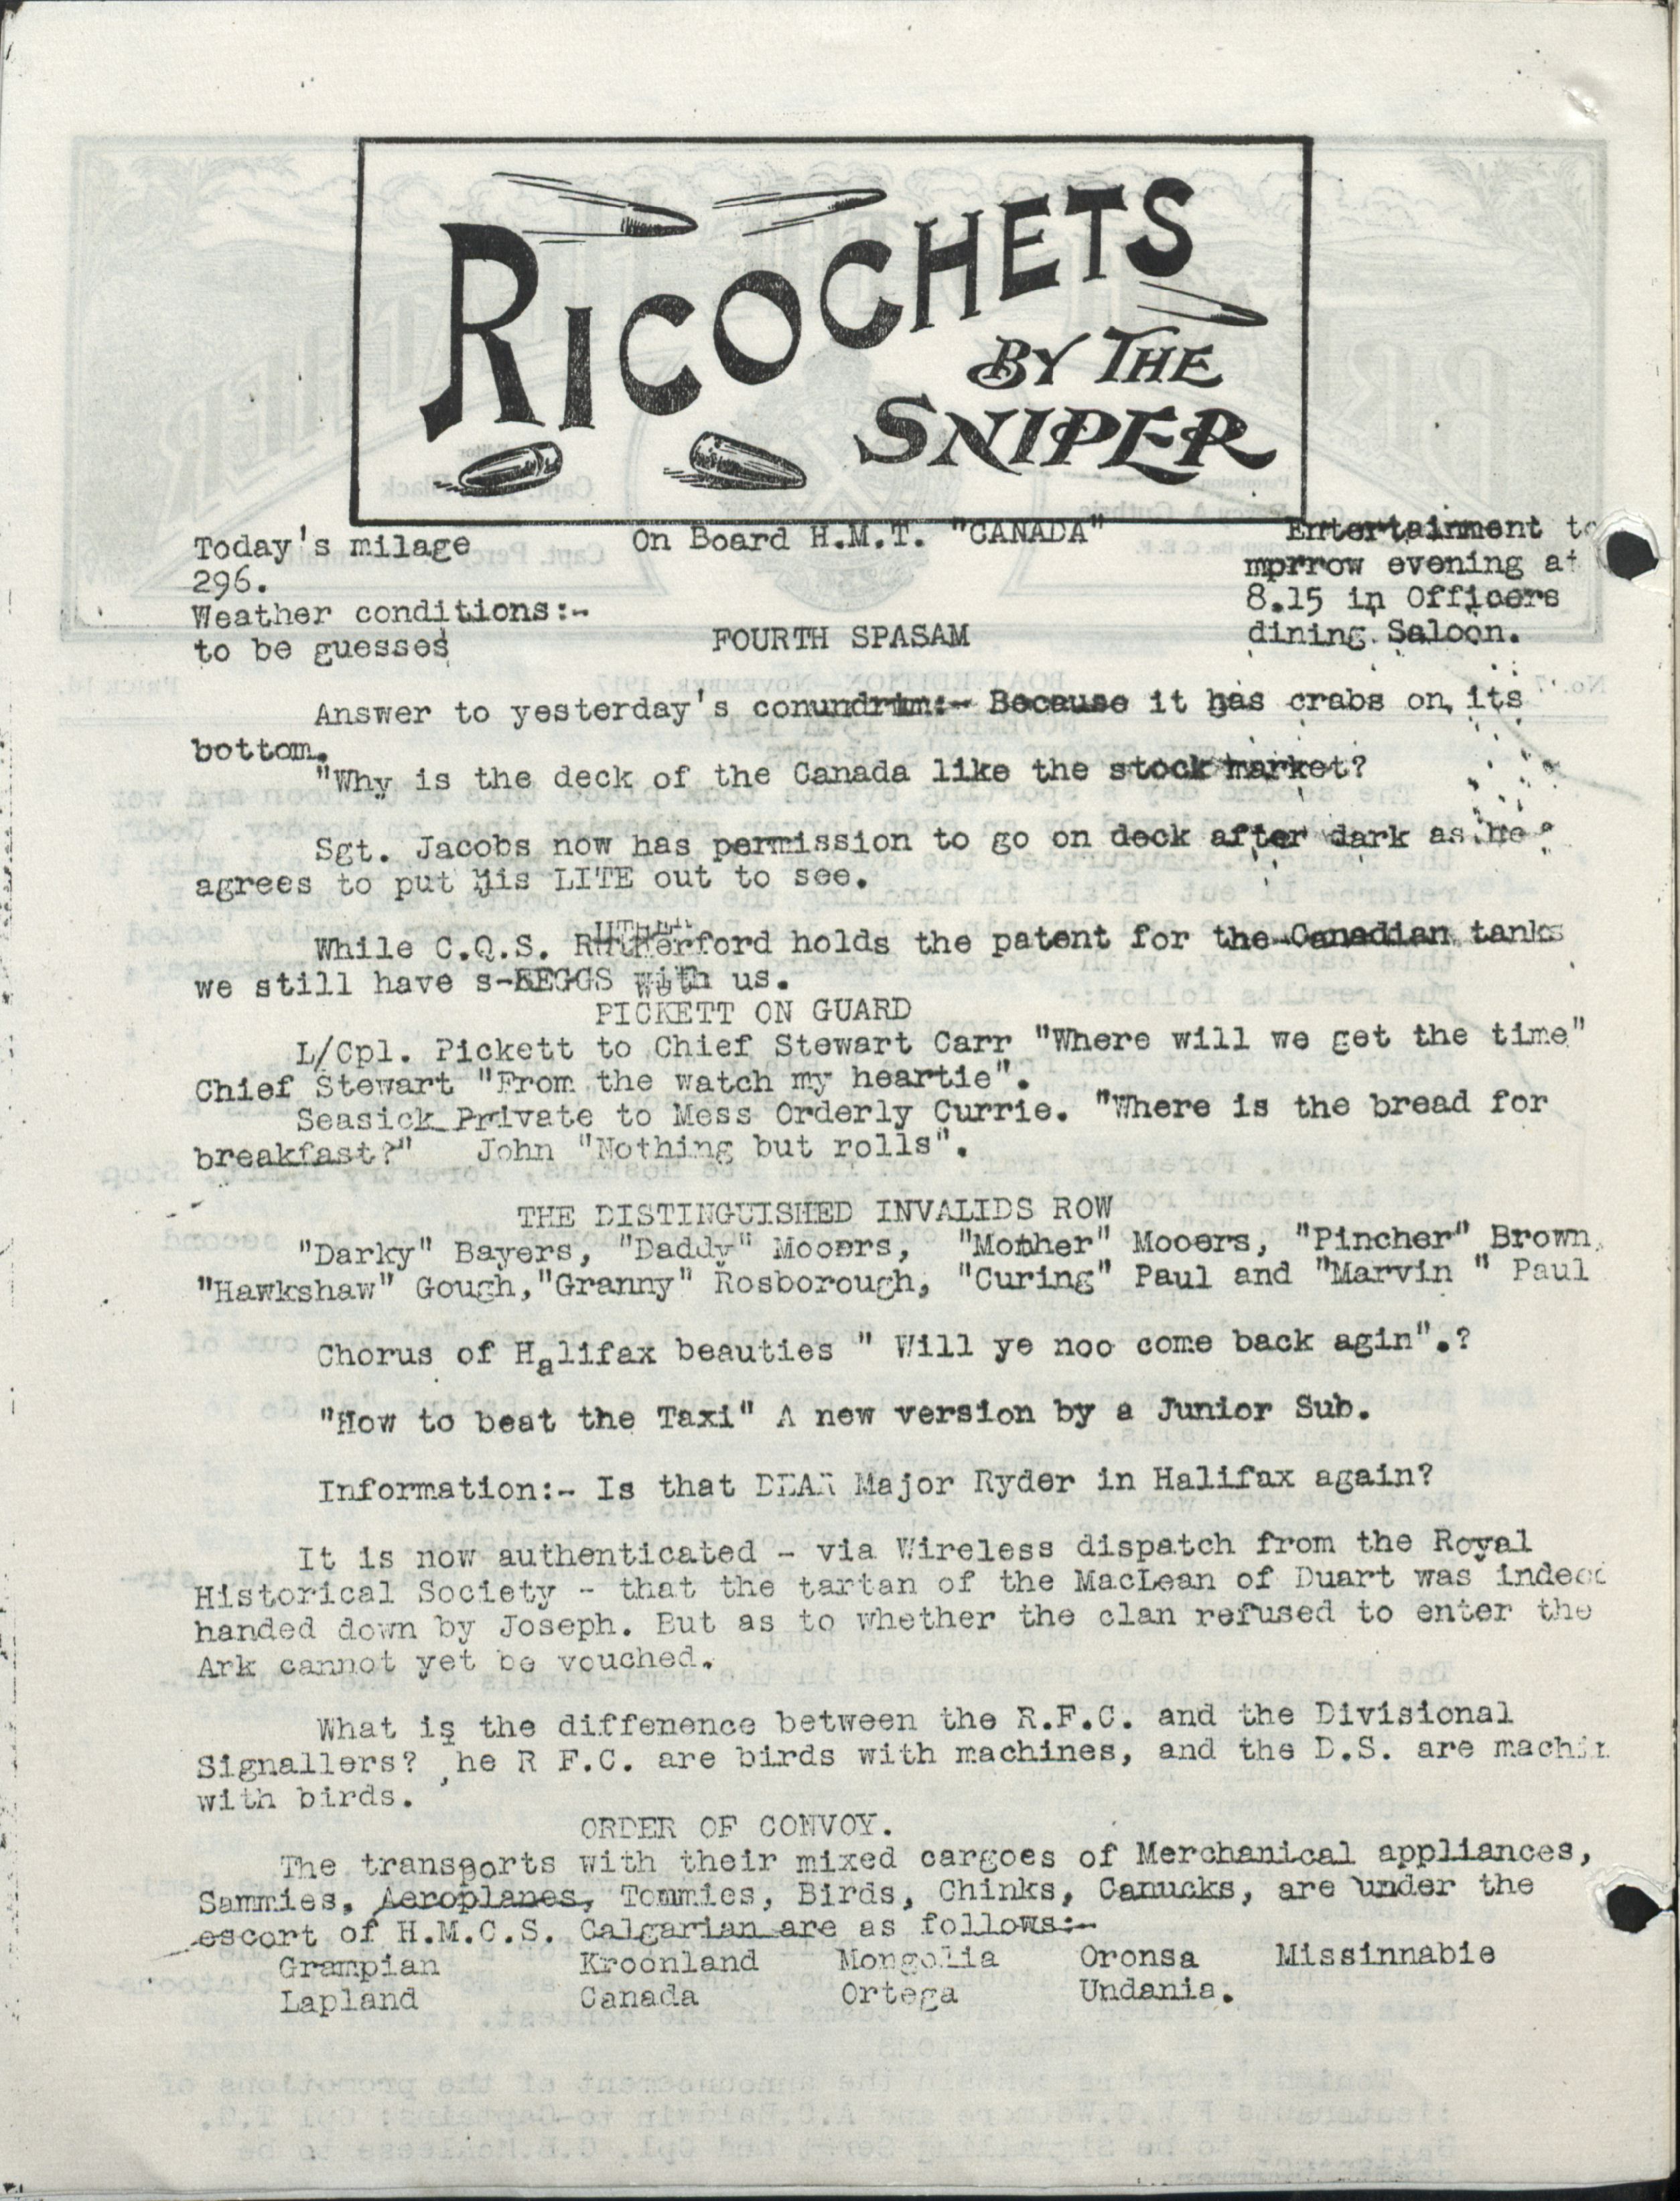 RICOCHETS
BY THE
SNIPER
Today's milage
296.
Weather conditions:-
to be guesses
On Board H.M.T. "CANADA"
FOURTH SPASAM
Entertainment to
mprrow evening at
8.15 in Officers
dining Saloon.
Answer to yesterday's conundrum:- Because it has crabs on its
bottom.
"Why is the deck of the Canada like the stock market?
Sgt. Jacobs now has permission to go on deck after dark as he
agrees to put his LITE out to see.
While C.Q.S. Rutherford holds the patent for the Canadian tanks
we still have s-KEGGS with us.
PICKETT ON GUARD
L/Cpl. Pickett to Chief Stewart Carr "Where will we get the time"
Chief Stewart "From the watch my heartie".
Seasick Private to Mess Orderly Currie. "Where is the bread for
breakfast?" John "Nothing but rolls".
THE DISTINGUISHED INVALIDS ROW
"Darky" Bayers, "Daddy" Mooers, "Mother" Mooers, "Pincher" Brown,
"Hawkshaw" Gough,"Granny" Rosborough, "Curing" Paul and "Marvin " Paul
Chorus of Halifax beauties " Will ye noo come back agin".?
"How to beat the Taxi" A new version by a Junior Sub.
Information:- Is that DEAR Major Ryder in Halifax again?
It is now authenticated - via Wireless dispatch from the Royal
Historical Society - that the tartan of the MacLean of Duart was indeed
handed down by Joseph. But as to whether the clan refused to enter the
Ark cannot yet be vouched.
What is the diffenence between the R.F.C. and the Divisional
Signallers? he R F.C. are birds with machines, and the D.S. are machin
with birds.
ORDER OF CONVOY.
The transports with their mixed cargoes of Merchanical appliances,
Sammies, Aeroplanes, Tommies, Birds, Chinks, Canucks, are under the
escort of H.M.C.S. Calgarian are as follows:-
Grampian Kroonland Mongolia Oronsa Missinnabie
Lapland Canada Ortega Undania.